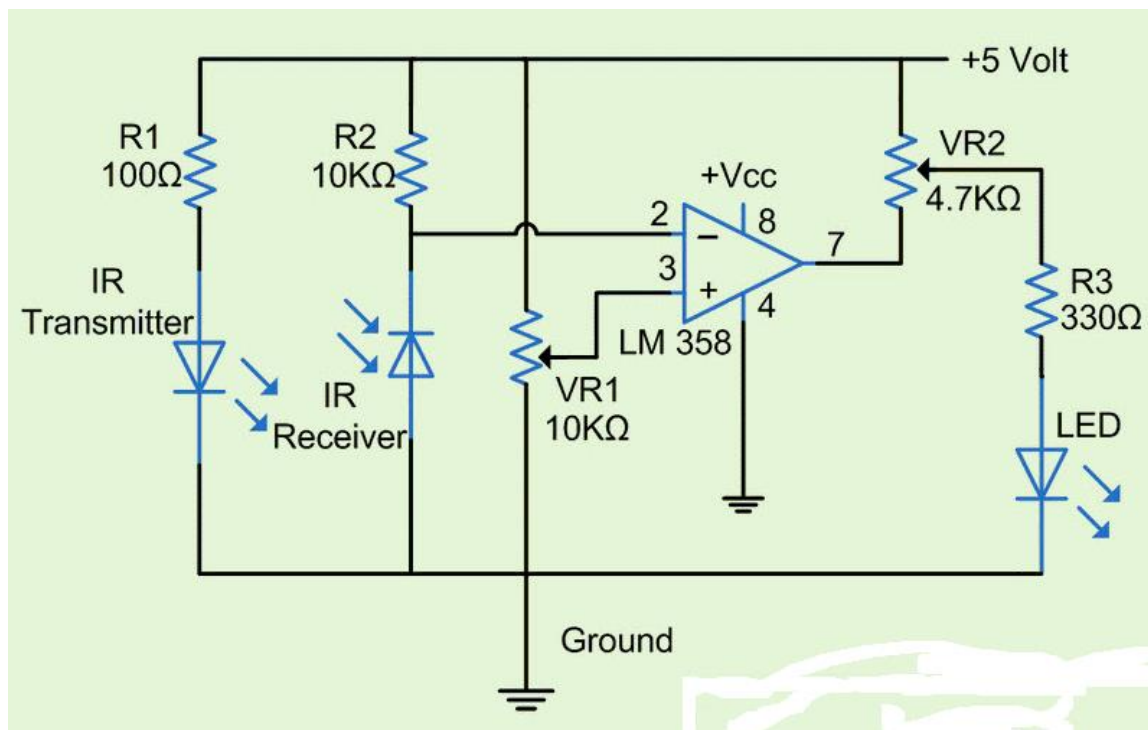 +5 Volt
R1
100Ω
R2
10KΩ
VR2
4.7KΩ
+Vcc
8
2
−
7
3
+
4
LM 358
IR
Transmitter
IR
Receiver
VR1
10KΩ
R3
330Ω
LED
Ground